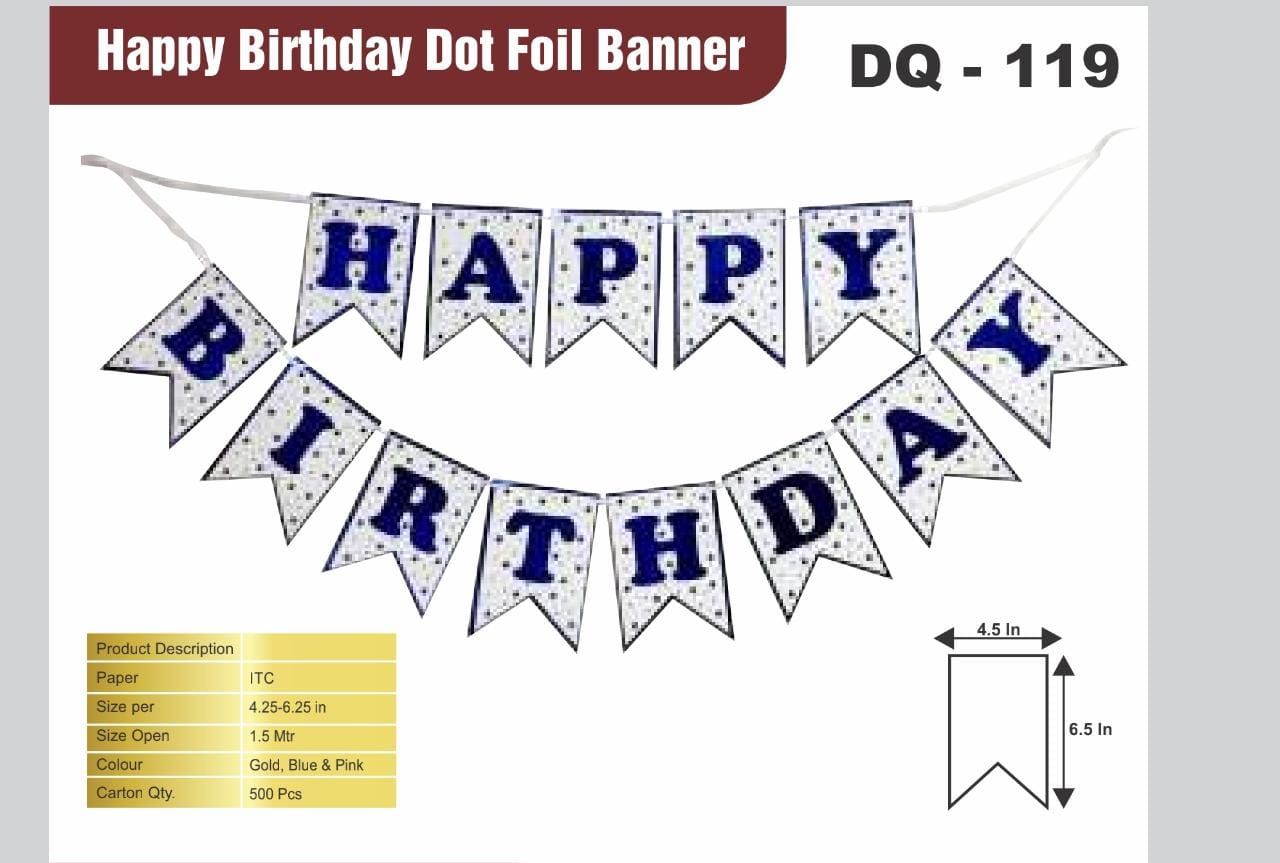 Happy Birthday Dot Foil Banner
DQ - 119
HAPPY
BIRTHDAY
Product Description
Paper ITC
Size per 4.25-6.25 in
Size Open 1.5 Mtr
Colour Gold, Blue & Pink
Carton Qty. 500 Pcs
4.5 In
6.5 In